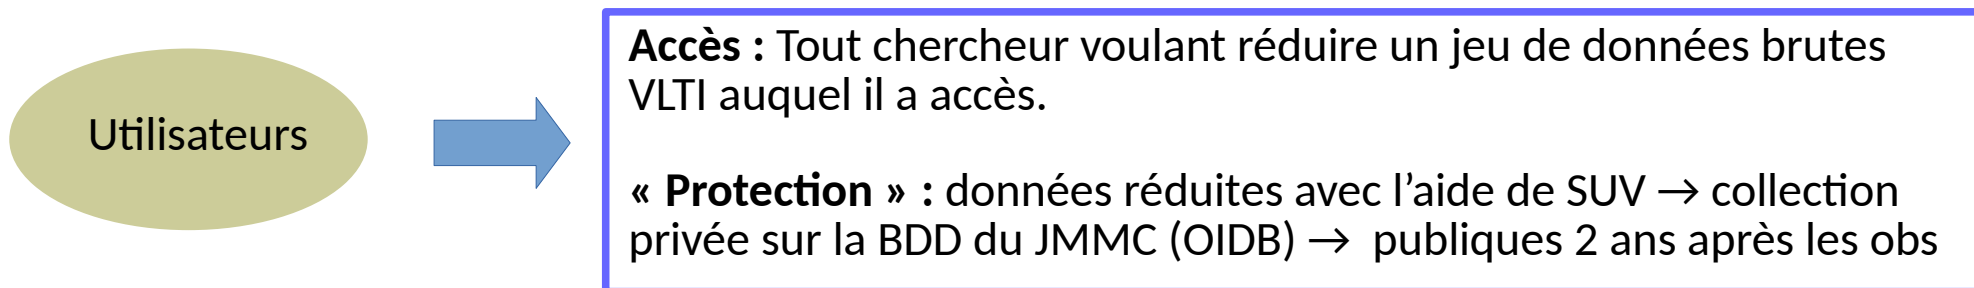 Utilisateurs
Accès : Tout chercheur voulant réduire un jeu de données brutes
VLTI auquel il a accès.
« Protection » : données réduites avec l’aide de SUV → collection
privée sur la BDD du JMMC (OIDB) → publiques 2 ans après les obs